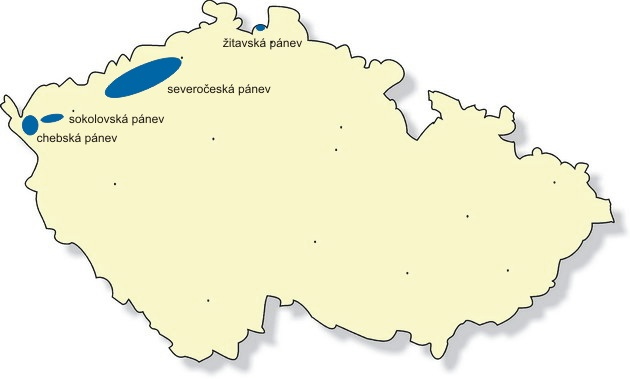 žitavská pánev
severočeská pánev
sokolovská pánev
chebská pánev